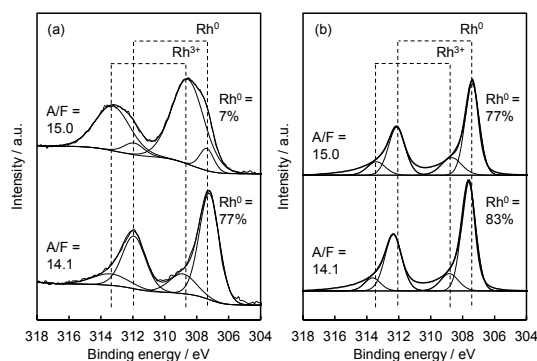 (a)
Rh⁰
Rh³⁺
A/F =
15.0
Rh⁰ =
7%
A/F =
14.1
Rh⁰ =
77%
Intensity / a.u.
318 316 314 312 310 308 306 304
Binding energy / eV
(b)
Rh⁰
Rh³⁺
A/F =
15.0
Rh⁰ =
77%
A/F =
14.1
Rh⁰ =
83%
Intensity / a.u.
318 316 314 312 310 308 306 304
Binding energy / eV